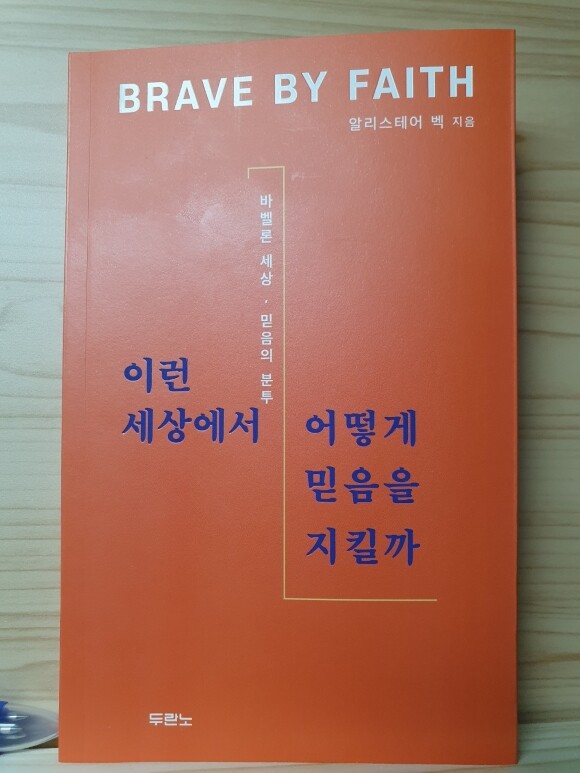 BRAVE BY FAITH
알리스테어 벡 지음
바벨론 세상, 믿음의 분투
이런
세상에서
어떻게
믿음을
지킬까
두란노